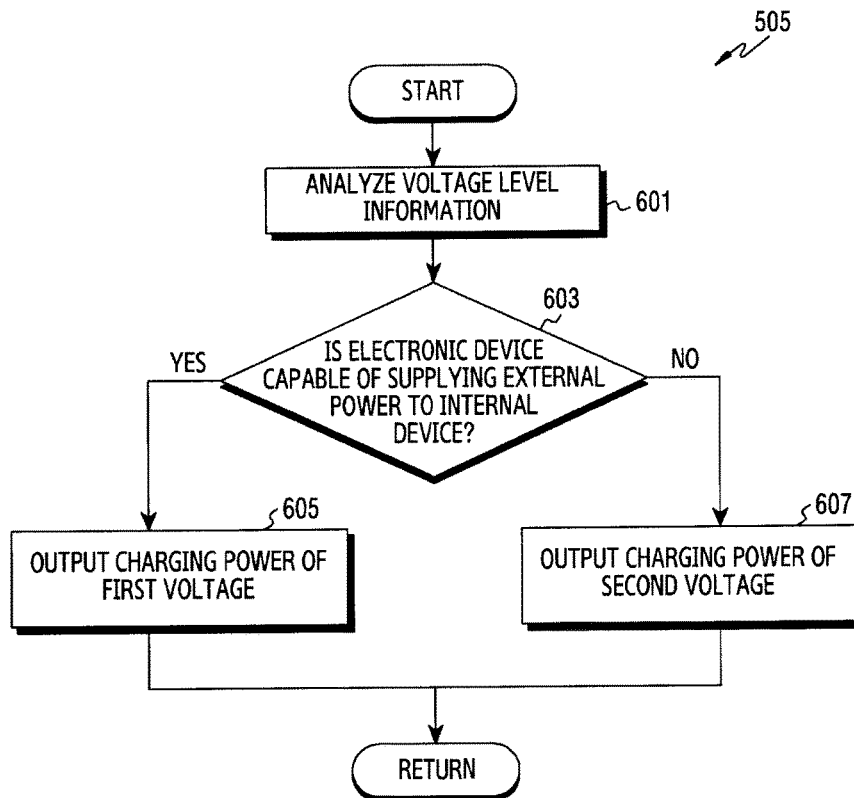 505
START
ANALYZE VOLTAGE LEVEL
INFORMATION
601
603
YES
IS ELECTRONIC DEVICE
CAPABLE OF SUPPLYING EXTERNAL
POWER TO INTERNAL
DEVICE?
NO
605
607
OUTPUT CHARGING POWER OF
FIRST VOLTAGE
OUTPUT CHARGING POWER OF
SECOND VOLTAGE
RETURN